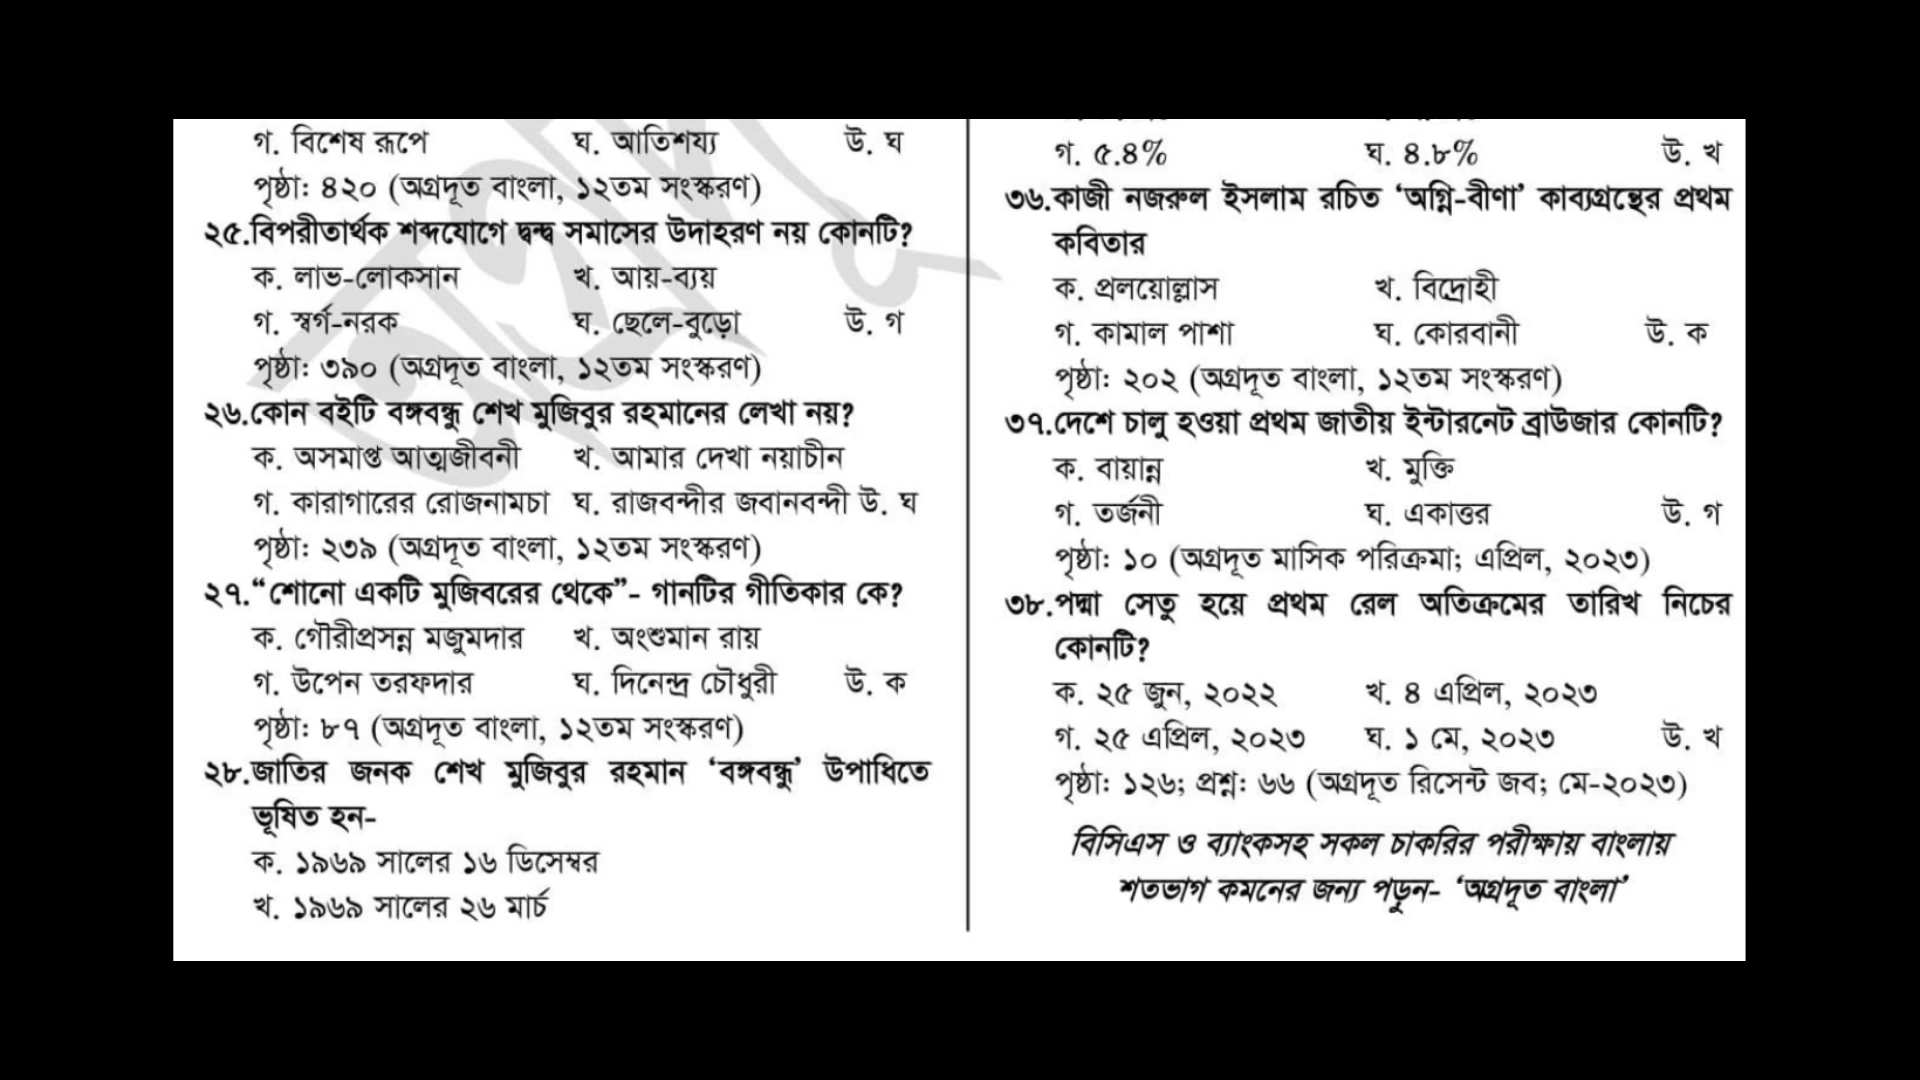 গ. বিশেষ রূপে ঘ. আতিশয্য উ. ঘ
পৃষ্ঠা: ৪২০ (অগ্রদূত বাংলা, ১২তম সংস্করণ)
২৫.বিপরীতার্থক শব্দযোগে দ্বন্দ্ব সমাসের উদাহরণ নয় কোনটি?
ক. লাভ-লোকসান খ. আয়-ব্যয়
গ. স্বর্গ-নরক ঘ. ছেলে-বুড়ো উ. গ
পৃষ্ঠা: ৩৯০ (অগ্রদূত বাংলা, ১২তম সংস্করণ)
২৬.কোন বইটি বঙ্গবন্ধু শেখ মুজিবুর রহমানের লেখা নয়?
ক. অসমাপ্ত আত্মজীবনী খ. আমার দেখা নয়াচীন
গ. কারাগারের রোজনামচা ঘ. রাজবন্দীর জবানবন্দী উ. ঘ
পৃষ্ঠা: ২৩৯ (অগ্রদূত বাংলা, ১২তম সংস্করণ)
২৭.“শোনো একটি মুজিবরের থেকে”- গানটির গীতিকার কে?
ক. গৌরীপ্রসন্ন মজুমদার খ. অংশুমান রায়
গ. উপেন তরফদার ঘ. দিনেন্দ্র চৌধুরী উ. ক
পৃষ্ঠা: ৮৭ (অগ্রদূত বাংলা, ১২তম সংস্করণ)
২৮.জাতির জনক শেখ মুজিবুর রহমান ‘বঙ্গবন্ধু’ উপাধিতে
ভূষিত হন-
ক. ১৯৬৯ সালের ১৬ ডিসেম্বর
খ. ১৯৬৯ সালের ২৬ মার্চ
গ. ৫.৪% ঘ. ৪.৮% উ. খ
৩৬.কাজী নজরুল ইসলাম রচিত ‘অগ্নি-বীণা’ কাব্যগ্রন্থের প্রথম
কবিতার
ক. প্রলয়োল্লাস খ. বিদ্রোহী
গ. কামাল পাশা ঘ. কোরবানী উ. ক
পৃষ্ঠা: ২০২ (অগ্রদূত বাংলা, ১২তম সংস্করণ)
৩৭.দেশে চালু হওয়া প্রথম জাতীয় ইন্টারনেট ব্রাউজার কোনটি?
ক. বায়ান্ন খ. মুক্তি
গ. তর্জনী ঘ. একাত্তর উ. গ
পৃষ্ঠা: ১০ (অগ্রদূত মাসিক পরিক্রমা; এপ্রিল, ২০২৩)
৩৮.পদ্মা সেতু হয়ে প্রথম রেল অতিক্রমের তারিখ নিচের
কোনটি?
ক. ২৫ জুন, ২০২২ খ. ৪ এপ্রিল, ২০২৩
গ. ২৫ এপ্রিল, ২০২৩ ঘ. ১ মে, ২০২৩ উ. খ
পৃষ্ঠা: ১২৬; প্রশ্ন: ৬৬ (অগ্রদূত রিসেন্ট জব; মে-২০২৩)
বিসিএস ও ব্যাংকসহ সকল চাকরির পরীক্ষায় বাংলায়
শতভাগ কমনের জন্য পড়ুন- ‘অগ্রদূত বাংলা’